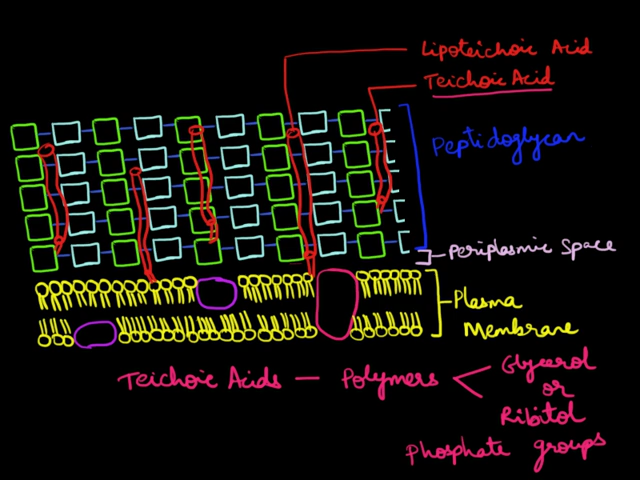 Lipoteichoic Acid
Teichoic Acid
Peptidoglycan
Periplasmic Space
Plasma
Membrane
Teichoic Acids — Polymers < Glycerol
or
Ribitol
Phosphate groups